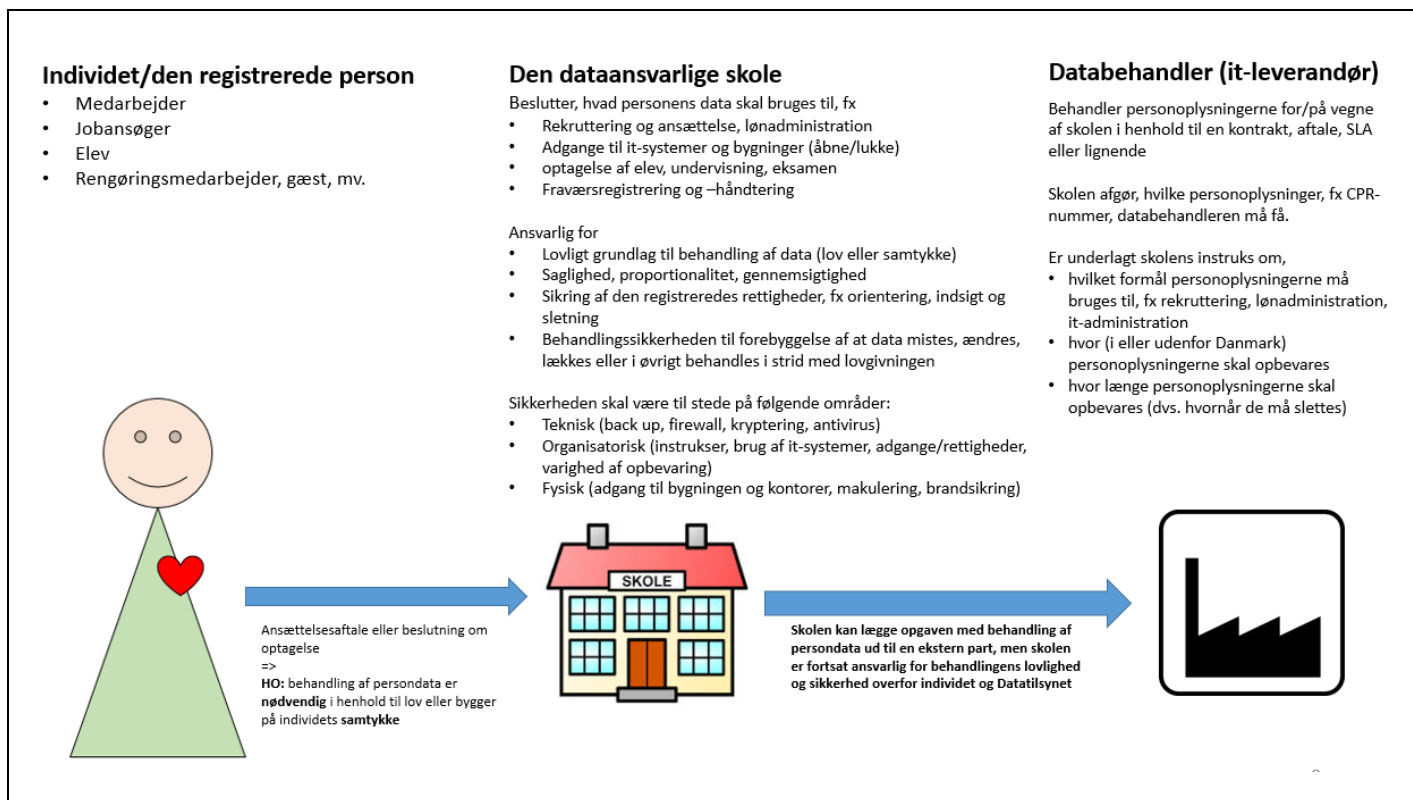 Individet/den registrerede person
• Medarbejder
• Jobansøger
• Elev
• Rengøringsmedarbejder, gæst, mv.
Den dataansvarlige skole
Beslutter, hvad personens data skal bruges til, fx
• Rekruttering og ansættelse, lønadministration
• Adgange til it-systemer og bygninger (åbne/lukke)
• optagelse af elev, undervisning, eksamen
• Fraværsregistrering og –håndtering
Ansvarlig for
• Lovligt grundlag til behandling af data (lov eller samtykke)
• Saglighed, proportionalitet, gennemsigtighed
• Sikring af den registreredes rettigheder, fx orientering, indsigt og
sletning
• Behandlingssikkerheden til forebyggelse af at data mistes, ændres,
lækkes eller i øvrigt behandles i strid med lovgivningen
Sikkerheden skal være til stede på følgende områder:
• Teknisk (back up, firewall, kryptering, antivirus)
• Organisatorisk (instrukser, brug af it-systemer, adgange/rettigheder,
varighed af opbevaring)
• Fysisk (adgang til bygningen og kontorer, makulering, brandsikring)
Databehandler (it-leverandør)
Behandler personoplysningerne for/på vegne
af skolen i henhold til en kontrakt, aftale, SLA
eller lignende
Skolen afgør, hvilke personoplysninger, fx CPR-
nummer, databehandleren må få.
Er underlagt skolens instruks om,
• hvilket formål personoplysningerne må
bruges til, fx rekruttering, lønadministration,
it-administration
• hvor (i eller udenfor Danmark)
personoplysningerne skal opbevares
• hvor længe personoplysningerne skal
opbevares (dvs. hvornår de må slettes)
Ansættelsesaftale eller beslutning om
optagelse
=>
HO: behandling af persondata er
nødvendig i henhold til lov eller bygger
på individets samtykke
SKOLE
Skolen kan lægge opgaven med behandling af
persondata ud til en ekstern part, men skolen
er fortsat ansvarlig for behandlingens lovlighed
og sikkerhed overfor individet og Datatilsynet